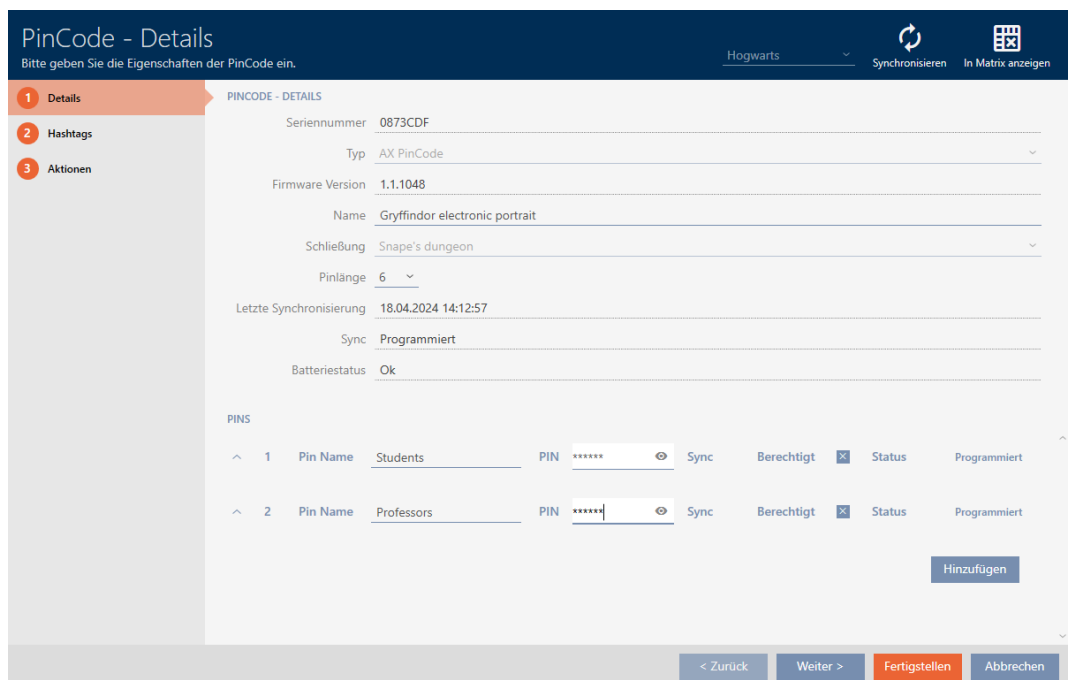 PinCode - Details
Bitte geben Sie die Eigenschaften der PinCode ein.
Hogwarts
Synchronisieren
In Matrix anzeigen
1 Details
2 Hashtags
3 Aktionen
PINCODE - DETAILS
Seriennummer 0873CDF
Typ AX PinCode
Firmware Version 1.1.1048
Name Gryffindor electronic portrait
Schließung Snape's dungeon
Pinlänge 6
Letzte Synchronisierung 18.04.2024 14:12:57
Sync Programmiert
Batteriestatus Ok
PINS
1 Pin Name Students PIN ****** Sync Berechtigt Status Programmiert
2 Pin Name Professors PIN ****** Sync Berechtigt Status Programmiert
Hinzufügen
< Zurück Weiter > Fertigstellen Abbrechen